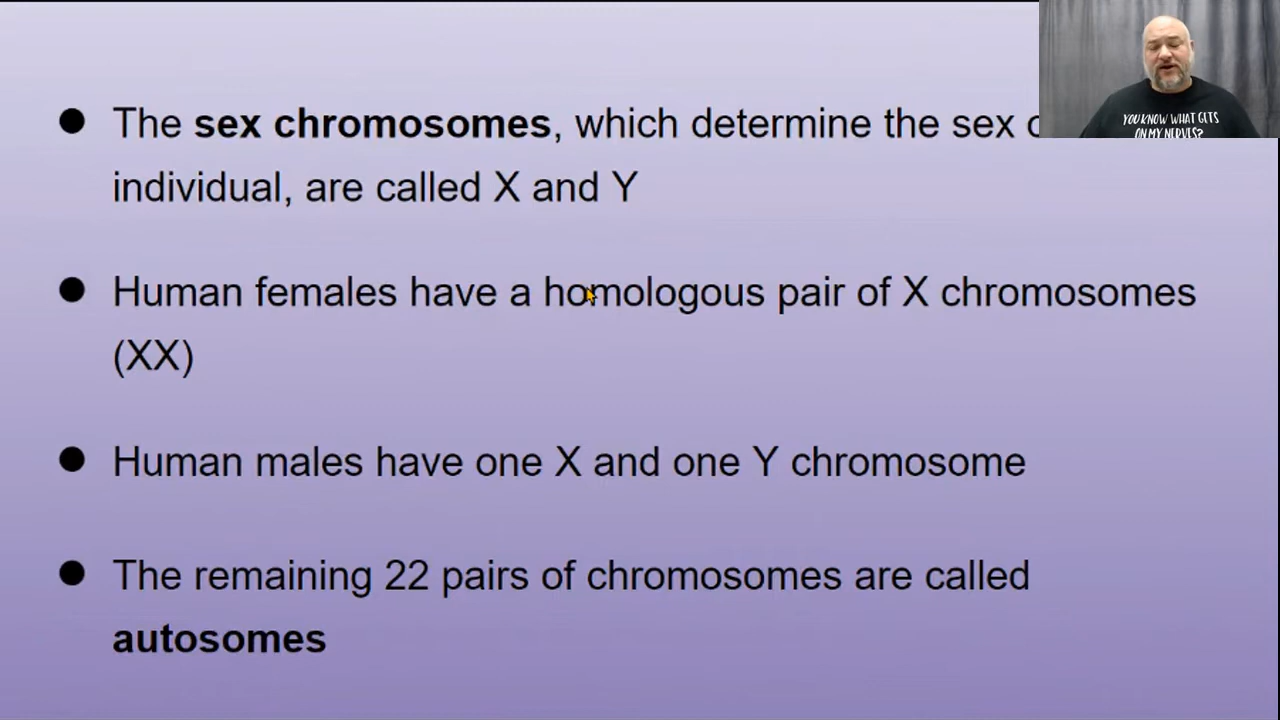 The sex chromosomes, which determine the sex
individual, are called X and Y
Human females have a homologous pair of X chromosomes
(XX)
Human males have one X and one Y chromosome
The remaining 22 pairs of chromosomes are called
autosomes
YOU KNOW WHAT GETS
ON MY NERVES?